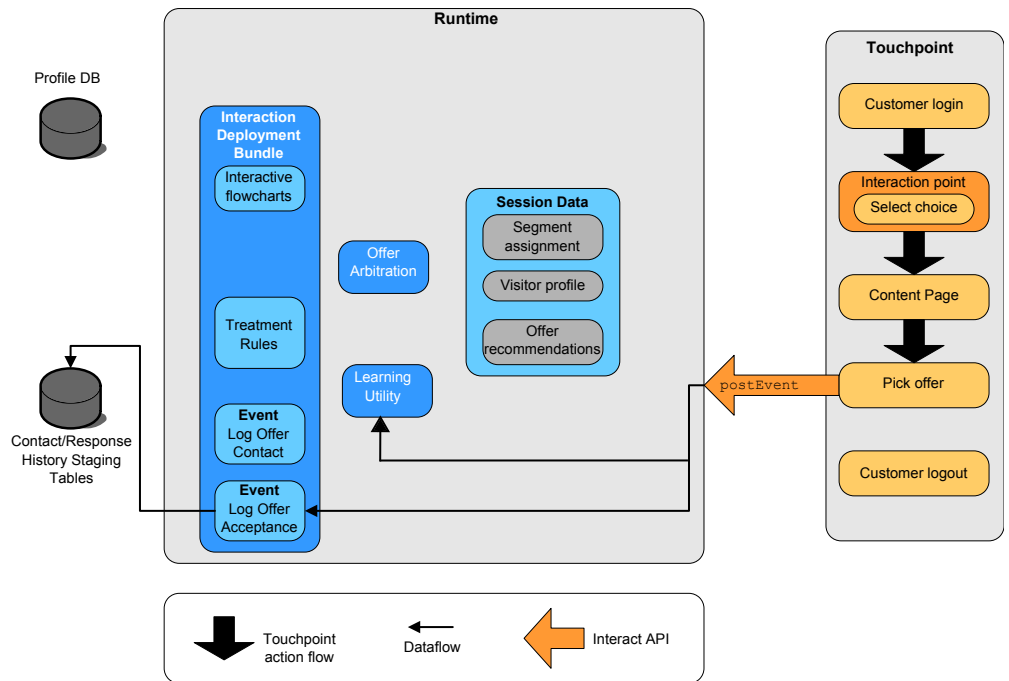 Runtime
Touchpoint
Profile DB
Interaction
Deployment
Bundle
Interactive
flowcharts
Offer
Arbitration
Treatment
Rules
Learning
Utility
Event
Log Offer
Contact
Event
Log Offer
Acceptance
Session Data
Segment
assignment
Visitor profile
Offer
recommendations
Customer login
Interaction point
Select choice
Content Page
postEvent
Pick offer
Customer logout
Contact/Response
History Staging
Tables
Touchpoint
action flow
Dataflow
Interact API